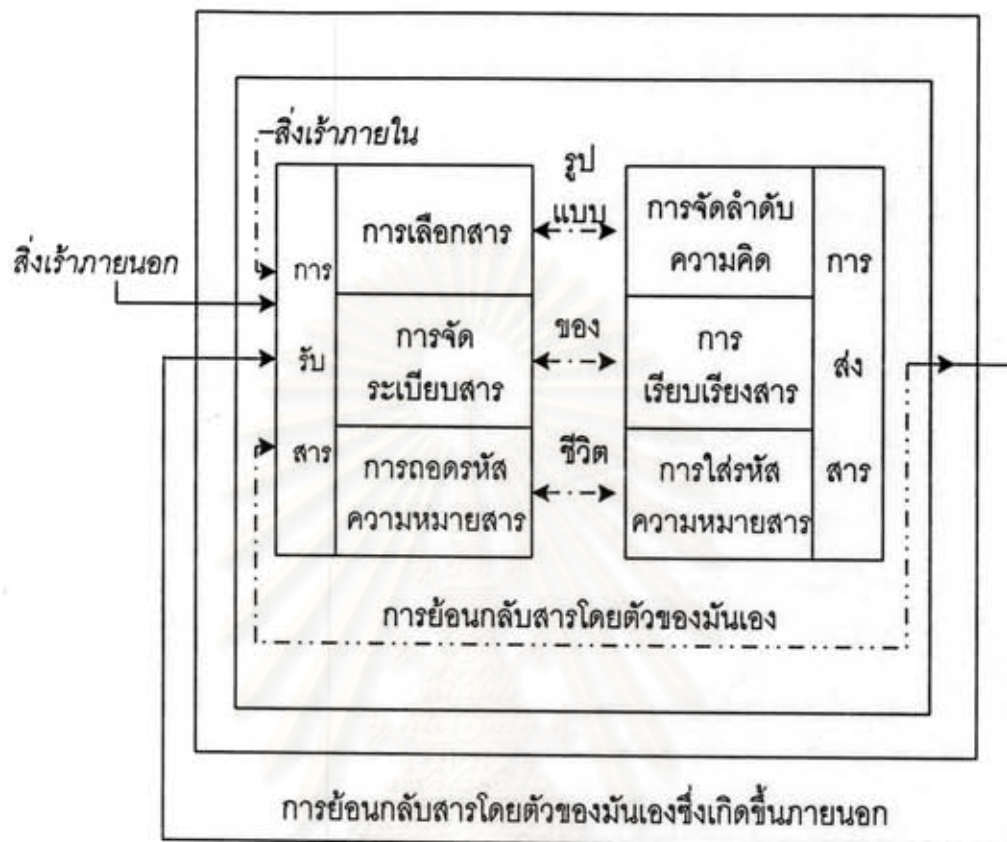 สิ่งเร้าภายใน
สิ่งเร้าภายนอก
การ
รับ
สาร
การเลือกสาร
การจัด
ระเบียบสาร
การถอดรหัส
ความหมายสาร
รูป
แบบ
ของ
ชีวิต
การจัดลำดับ
ความคิด
การ
เรียบเรียงสาร
การใส่รหัส
ความหมายสาร
การ
ส่ง
สาร
การย้อนกลับสารโดยตัวของมันเอง
การย้อนกลับสารโดยตัวของมันเองซึ่งเกิดขึ้นภายนอก